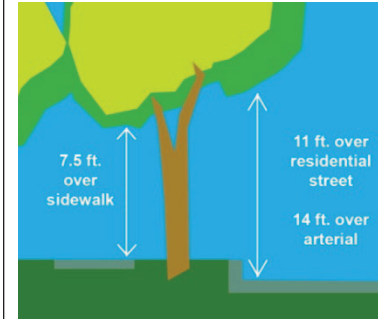 7.5 ft.
over
sidewalk
11 ft. over
residential
street
14 ft. over
arterial